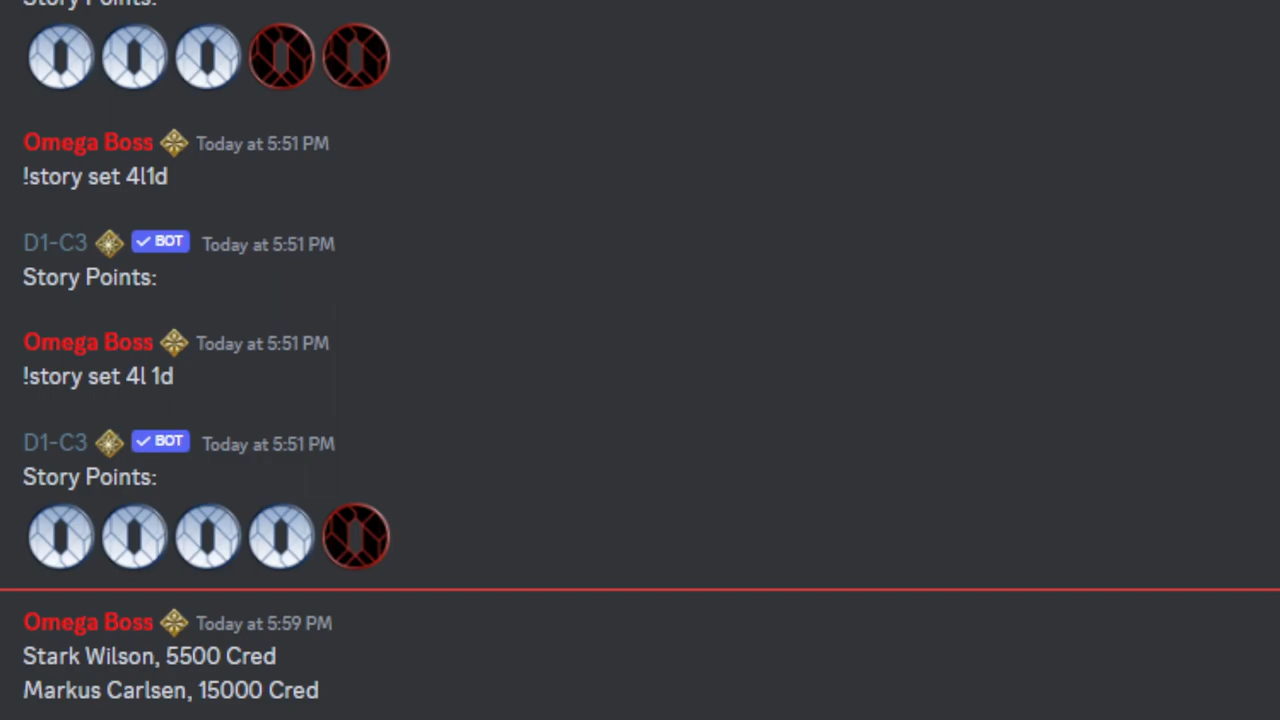 Story Points:
Omega Boss Today at 5:51 PM
!story set 4l1d
D1-C3 BOT Today at 5:51 PM
Story Points:
Omega Boss Today at 5:51 PM
!story set 4l 1d
D1-C3 BOT Today at 5:51 PM
Story Points:
Omega Boss Today at 5:59 PM
Stark Wilson, 5500 Cred
Markus Carlsen, 15000 Cred